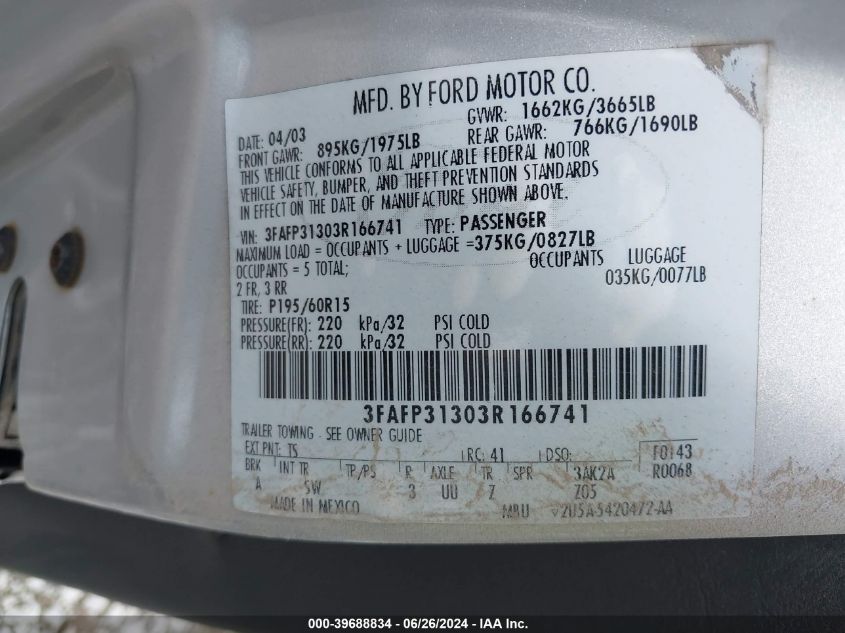 MFD. BY FORD MOTOR CO.
DATE: 04/03 GVWR: 1662KG/3665LB
FRONT GAWR: 895KG/1975LB REAR GAWR: 766KG/1690LB
THIS VEHICLE CONFORMS TO ALL APPLICABLE FEDERAL MOTOR
VEHICLE SAFETY, BUMPER, AND THEFT PREVENTION STANDARDS
IN EFFECT ON THE DATE OF MANUFACTURE SHOWN ABOVE.
VIN: 3FAFP31303R166741 TYPE: PASSENGER
MAXIMUM LOAD = OCCUPANTS + LUGGAGE =375KG/0827LB
OCCUPANTS = 5 TOTAL; OCCUPANTS LUGGAGE
2 FR, 3 RR 035KG/0077LB
TIRE: P195/60R15
PRESSURE(FR): 220 kPa/32 PSI COLD
PRESSURE(RR): 220 kPa/32 PSI COLD
3FAFP31303R166741
TRAILER TOWING - SEE OWNER GUIDE
EXT PNT: TS RC: 41 DSO: F0143
BRK INT TR TP/PS R AXLE TR SPR 3AK2A R0068
A SW 3 UU Z Z05
MADE IN MEXICO MBU 2U5A-5420472-AA
000-39688834 - 06/26/2024 - IAA Inc.